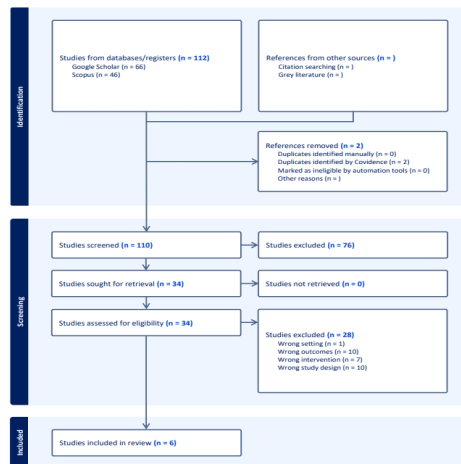 Identification
Studies from databases/registers (n = 112)
Google Scholar (n = 66)
Scopus (n = 46)
References from other sources (n = )
Citation searching (n = )
Grey literature (n = )
References removed (n = 2)
Duplicates identified manually (n = 0)
Duplicates identified by Covidence (n = 2)
Marked as ineligible by automation tools (n = 0)
Other reasons (n = )
Screening
Studies screened (n = 110)
Studies excluded (n = 76)
Studies sought for retrieval (n = 34)
Studies not retrieved (n = 0)
Studies assessed for eligibility (n = 34)
Studies excluded (n = 28)
Wrong setting (n = 1)
Wrong outcomes (n = 10)
Wrong intervention (n = 7)
Wrong study design (n = 10)
Included
Studies included in review (n = 6)